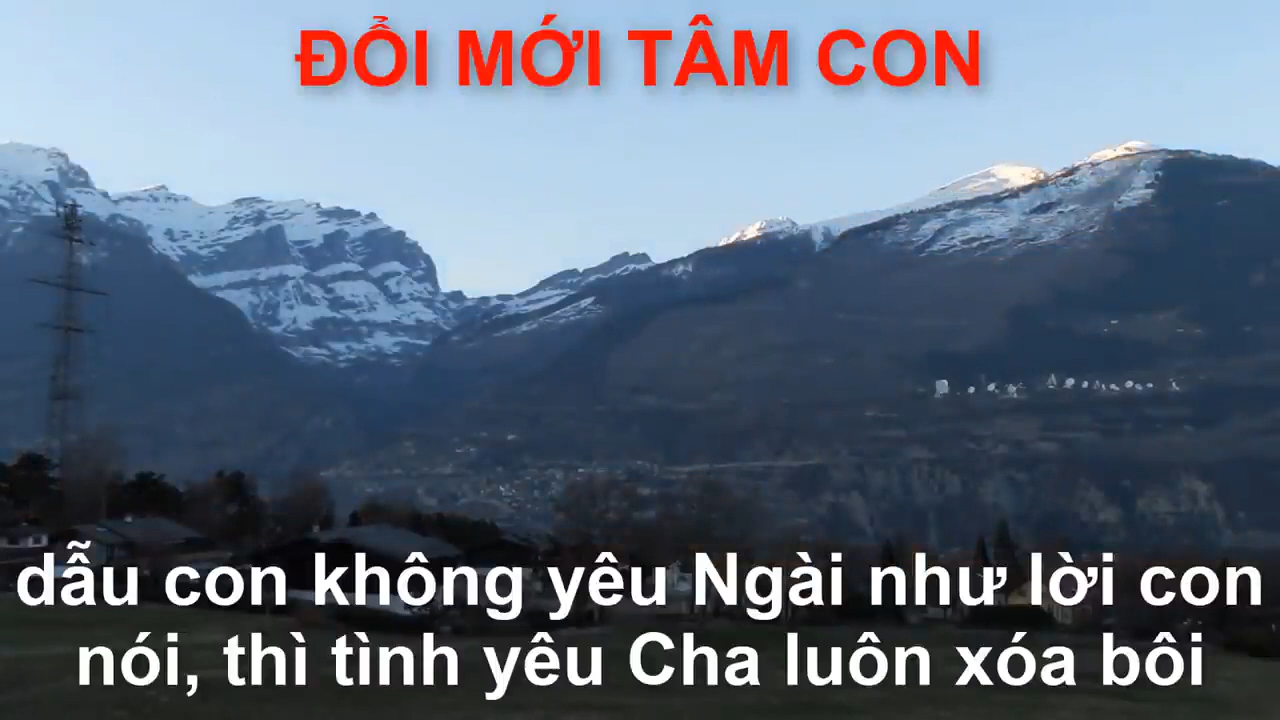 ĐỔI MỚI TÂM CON
dẫu con không yêu Ngài như lời con
nói, thì tình yêu Cha luôn xóa bôi